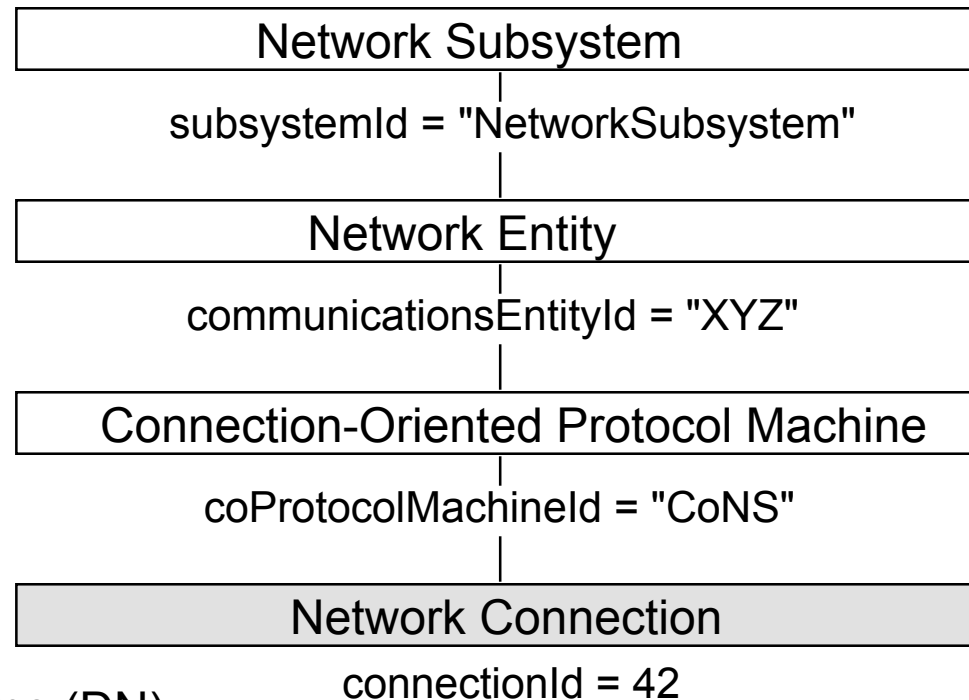 Network Subsystem
subsystemId = "NetworkSubsystem"
Network Entity
communicationsEntityId = "XYZ"
Connection-Oriented Protocol Machine
coProtocolMachineId = "CoNS"
Network Connection
connectionId = 42
(DN)